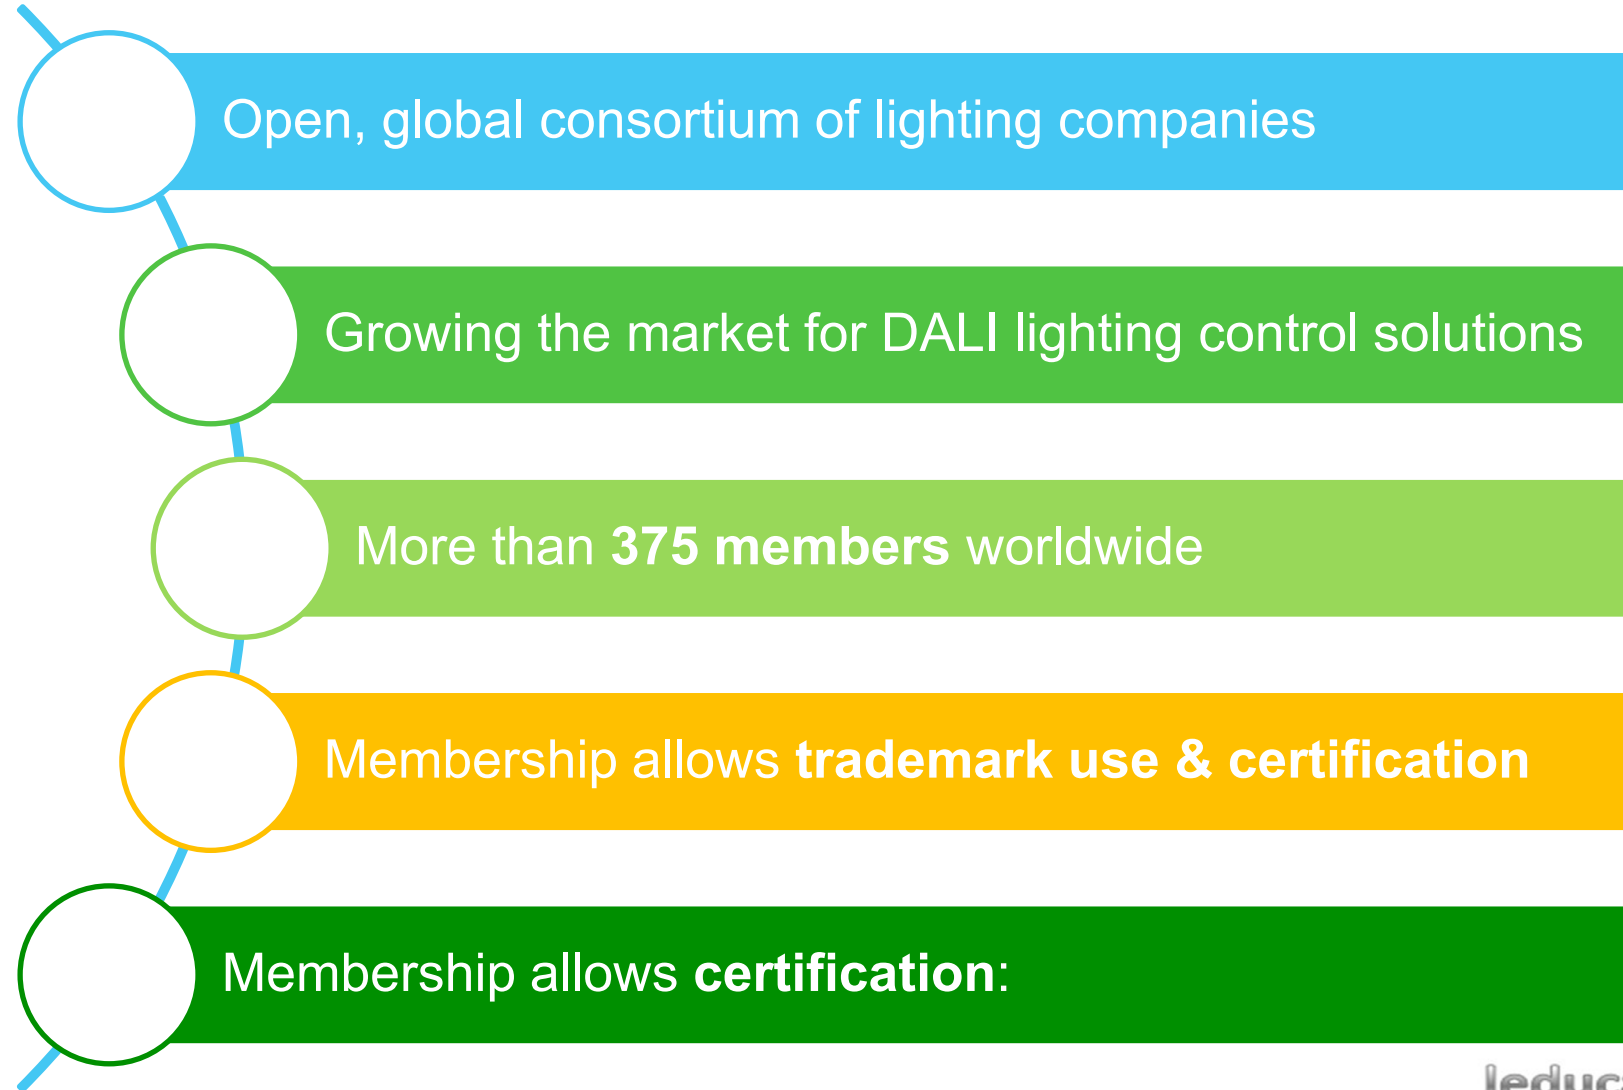 Open, global consortium of lighting companies
Growing the market for DALI lighting control solutions
More than 375 members worldwide
Membership allows trademark use & certification
Membership allows certification: